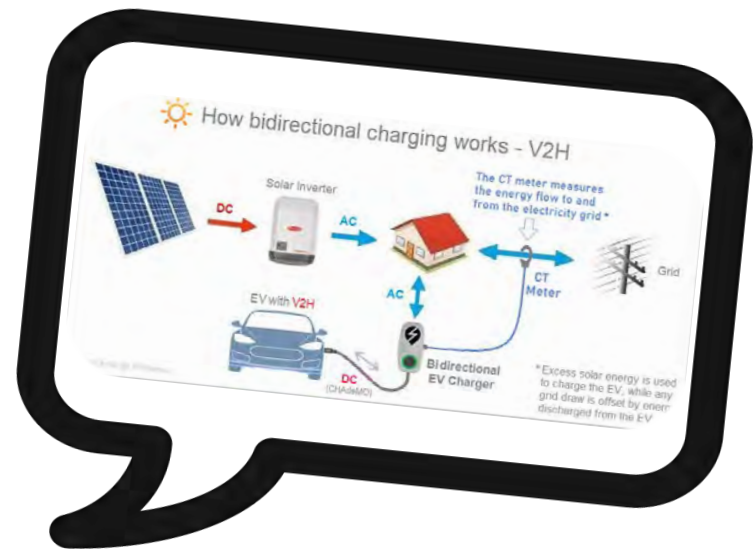 How bidirectional charging works - V2H
The CT meter measures
the energy flow to and
from the electricity grid *
Solar Inverter
DC
AC
Grid
CT
Meter
AC
EV with V2H
Bidirectional
EV Charger
DC
(CHAdeMO)
* Excess solar energy is used
to charge the EV, while any
grid draw is offset by energ
discharged from the EV